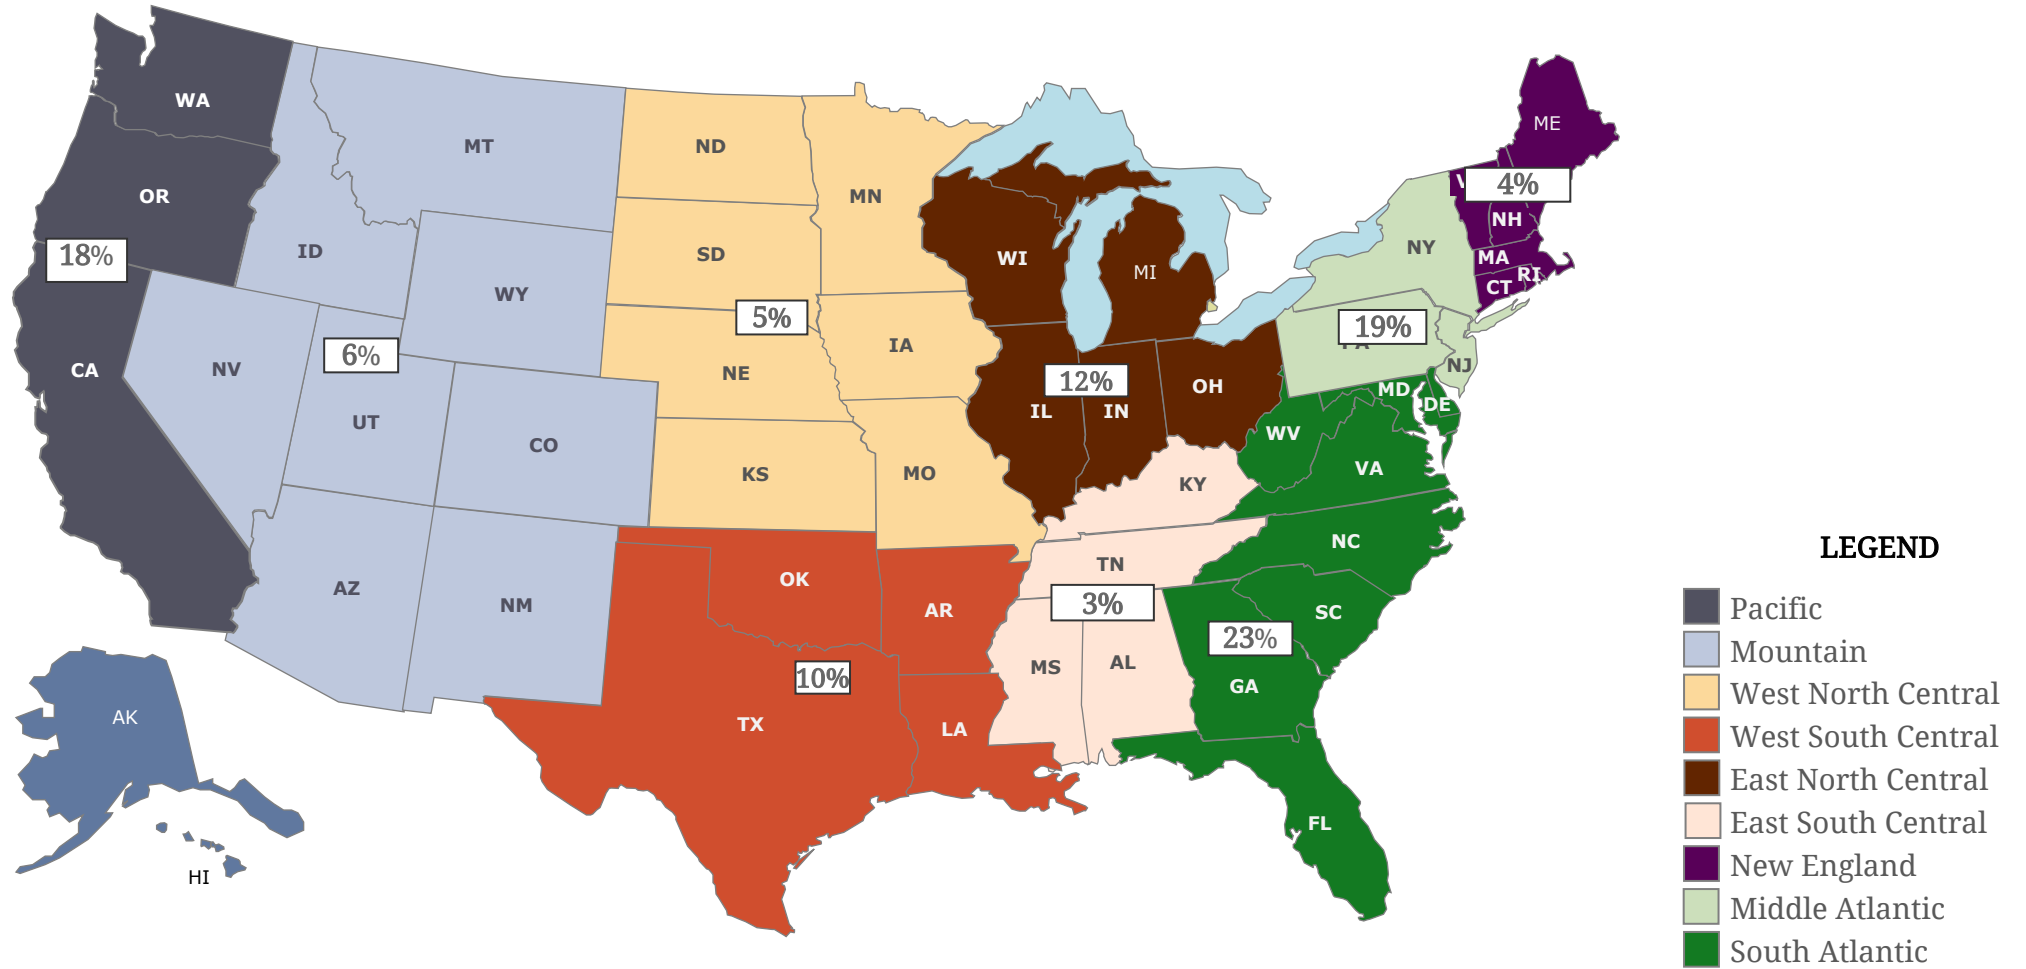 WA
ME
MT
ND
OR
MN
4%
NH
NY
18%
ID
SD
WI
MI
MA
RI
CT
WY
5%
19%
6%
IA
NV
NE
NJ
CA
12%
OH
MD
DE
IL
IN
UT
CO
WV
VA
KS
MO
KY
NC
LEGEND
TN
OK
AZ
NM
AR
3%
SC
Pacific
23%
Mountain
MS
AL
10%
GA
West North Central
AK
TX
LA
West South Central
East North Central
FL
East South Central
HI
New England
Middle Atlantic
South Atlantic